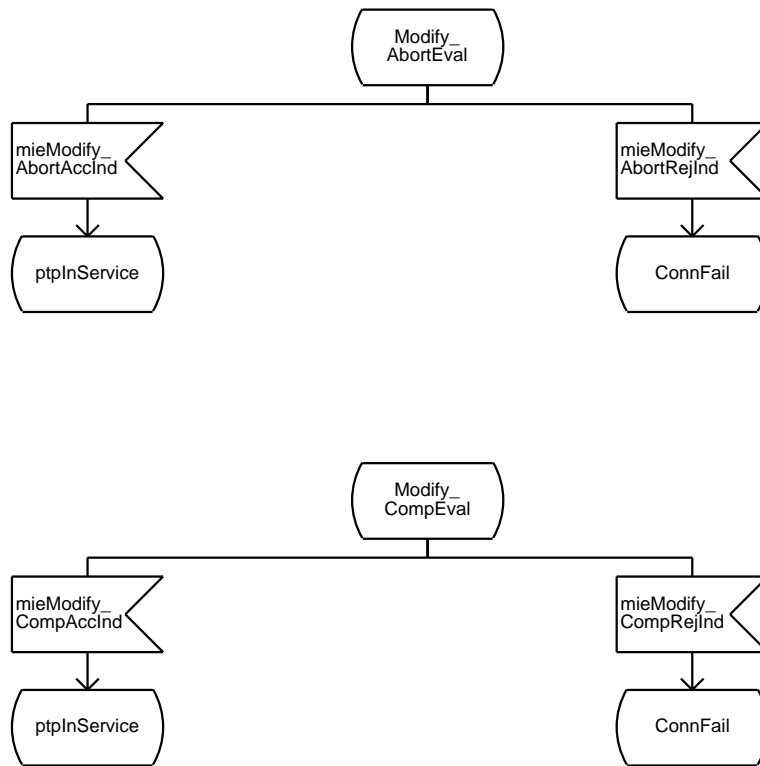 Modify_
AbortEval
mieModify_
AbortAccInd
mieModify_
AbortRejInd
ptpInService
ConnFail
Modify_
CompEval
mieModify_
CompAccInd
mieModify_
CompRejInd
ptpInService
ConnFail